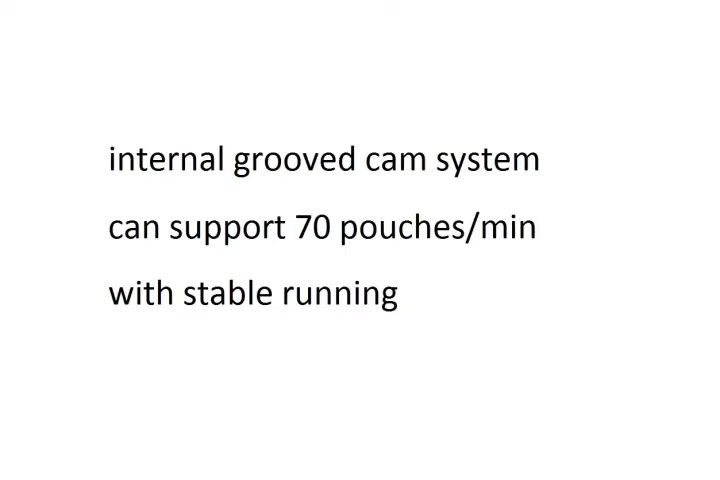 internal grooved cam system
can support 70 pouches/min
with stable running